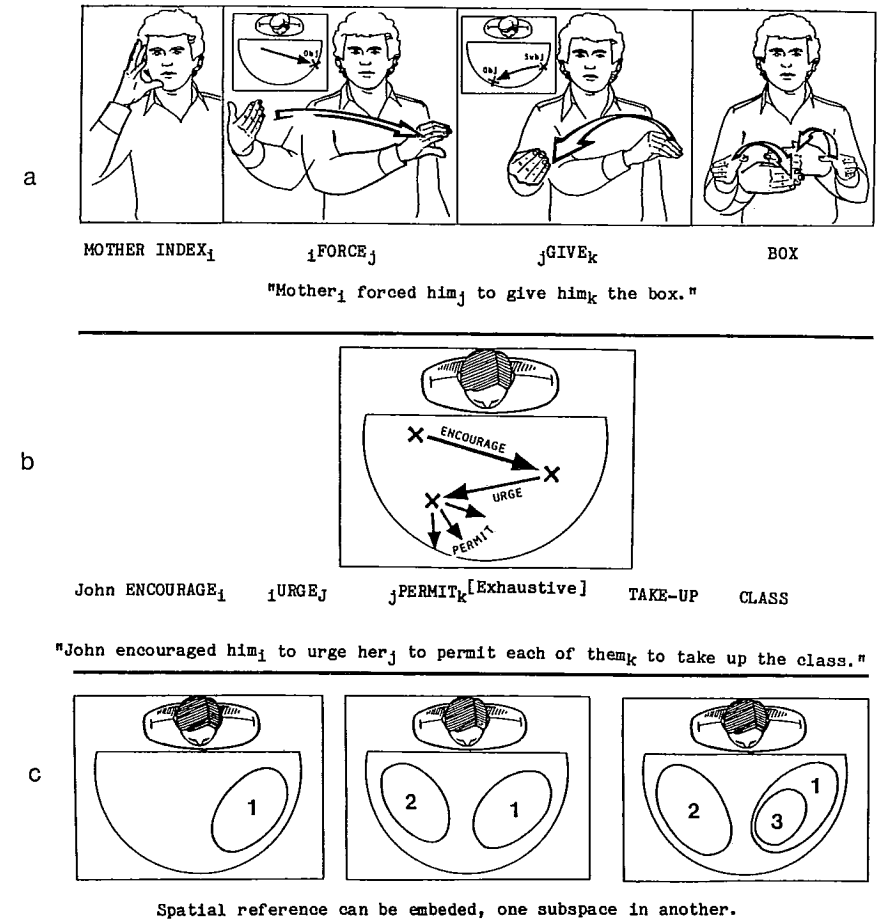 a
Obj
Subj
Obj
MOTHER INDEXi iFORCEj jGIVEk BOX
"Motheri forced himj to give himk the box."
b
ENCOURAGE
URGE
PERMIT
John ENCOURAGEi iURGEJ jPERMITk[Exhaustive] TAKE-UP CLASS
"John encouraged himi to urge herj to permit each of themk to take up the class."
c
1 2 1 2 3 1
Spatial reference can be embeded, one subspace in another.